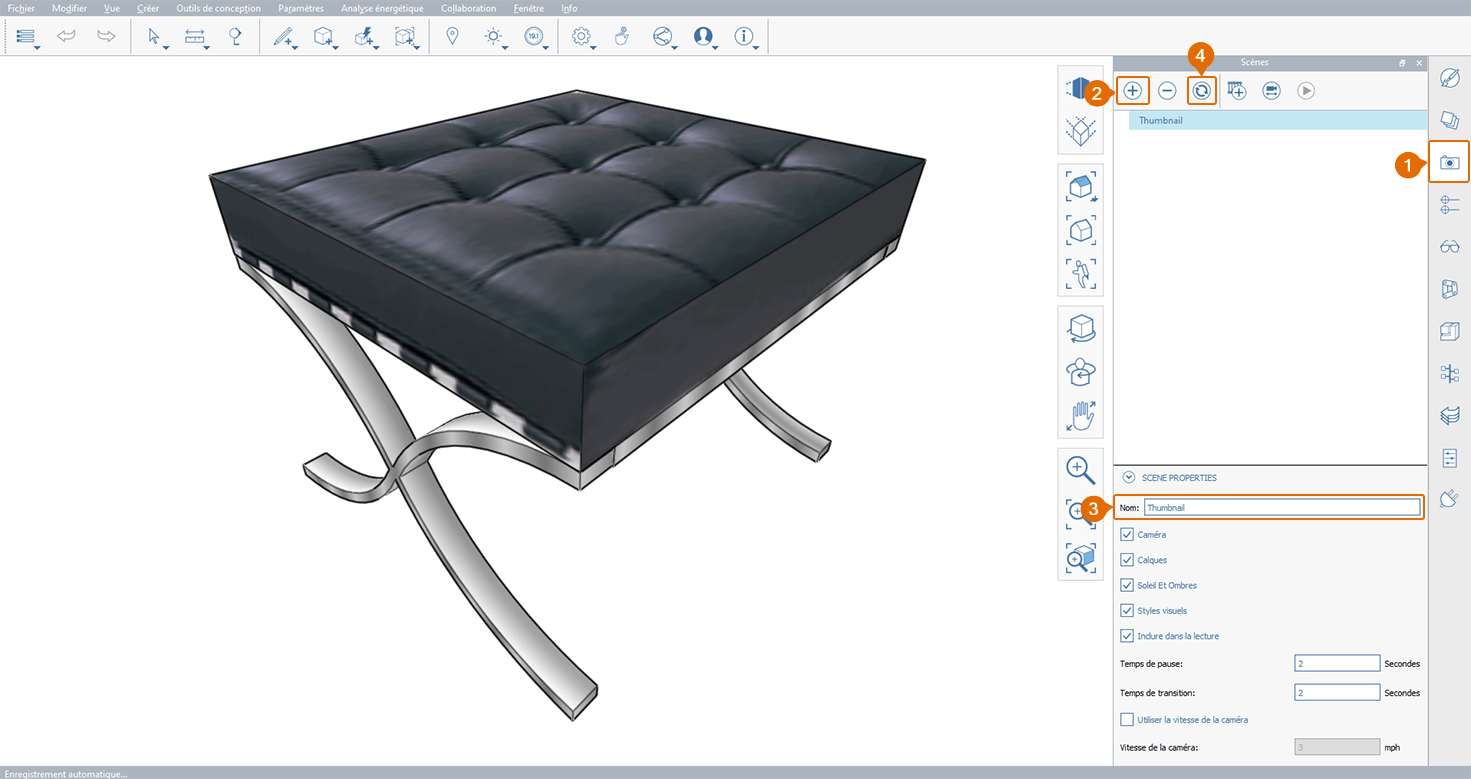 Fichier Modifier Vue Créer Outils de conception Paramètres Analyse énergétique Collaboration Fenêtre Info
19.1
Scènes
4
2
Thumbnail
1
SCENE PROPERTIES
3
Nom: Thumbnail
Caméra
Calques
Soleil Et Ombres
Styles visuels
Indure dans la lecture
Temps de pause: 2 Secondes
Temps de transition: 2 Secondes
Utiliser la vitesse de la caméra
Vitesse de la caméra: 3 mph
Enregistrement automatique...